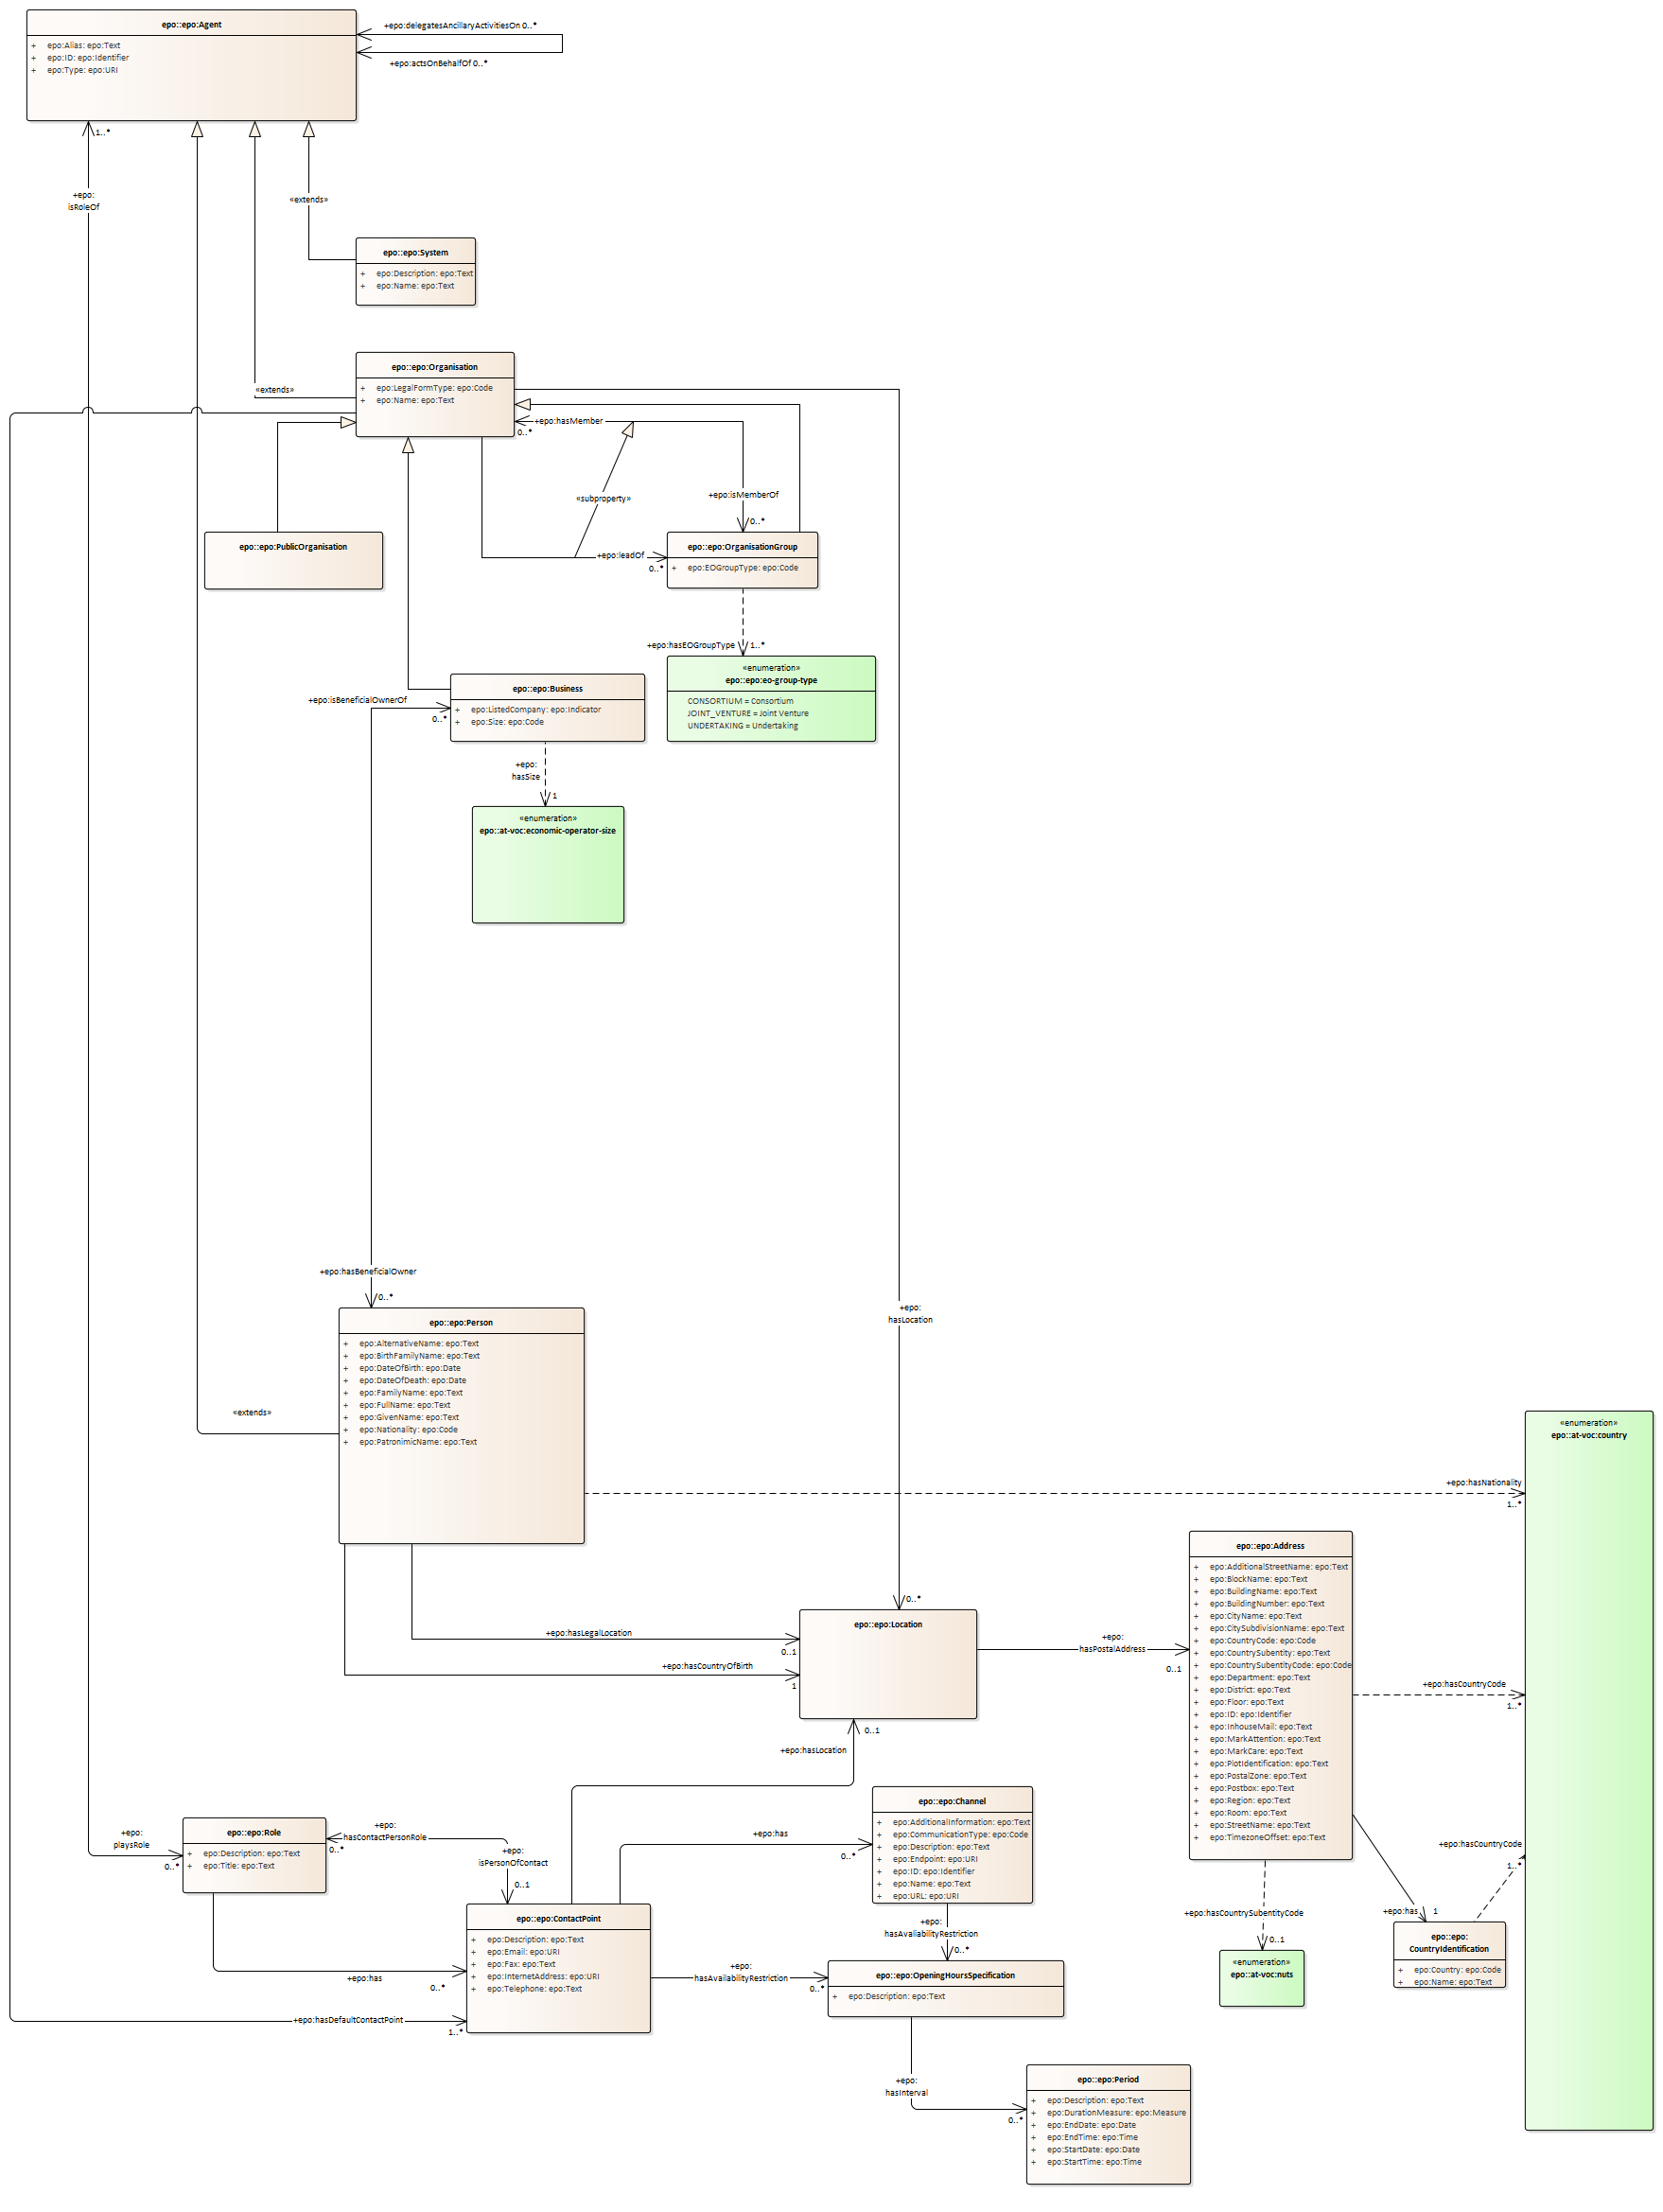 epo::epo:Agent
+ epo:Alias: epo:Text
+ epo:ID: epo:Identifier
+ epo:Type: epo:URI
+epo:delegatesAncillaryActivitiesOn 0..*
+epo:actsOnBehalfOf 0..*
1..*
+epo:
isRoleOf
«extends»
epo::epo:System
+ epo:Description: epo:Text
+ epo:Name: epo:Text
epo::epo:Organisation
+ epo:LegalFormType: epo:Code
+ epo:Name: epo:Text
«extends»
+epo:hasMember
0..*
«subproperty»
+epo:isMemberOf
0..*
epo::epo:PublicOrganisation
+epo:leadOf
0..*
epo::epo:OrganisationGroup
+ epo:EOGroupType: epo:Code
+epo:hasEOGroupType 1..*
«enumeration»
epo::epo:eo-group-type
CONSORTIUM = Consortium
JOINT_VENTURE = Joint Venture
UNDERTAKING = Undertaking
epo::epo:Business
+ epo:ListedCompany: epo:Indicator
+ epo:Size: epo:Code
+epo:isBeneficialOwnerOf
0..*
+epo:
hasSize
1
«enumeration»
epo::at-voc:economic-operator-size
+epo:hasBeneficialOwner
0..*
+epo:
hasLocation
epo::epo:Person
+ epo:AlternativeName: epo:Text
+ epo:BirthFamilyName: epo:Text
+ epo:DateOfBirth: epo:Date
+ epo:DateOfDeath: epo:Date
+ epo:FamilyName: epo:Text
+ epo:FullName: epo:Text
+ epo:GivenName: epo:Text
+ epo:Nationality: epo:Code
+ epo:PatronimicName: epo:Text
«extends»
«enumeration»
epo::at-voc:country
+epo:hasNationality
1..*
epo::epo:Address
+ epo:AdditionalStreetName: epo:Text
+ epo:BlockName: epo:Text
+ epo:BuildingName: epo:Text
+ epo:BuildingNumber: epo:Text
+ epo:CityName: epo:Text
+ epo:CitySubdivisionName: epo:Text
+ epo:CountryCode: epo:Code
+ epo:CountrySubentity: epo:Text
+ epo:CountrySubentityCode: epo:Code
+ epo:Department: epo:Text
+ epo:District: epo:Text
+ epo:Floor: epo:Text
+ epo:ID: epo:Identifier
+ epo:InhouseMail: epo:Text
+ epo:MarkAttention: epo:Text
+ epo:MarkCare: epo:Text
+ epo:PlotIdentification: epo:Text
+ epo:PostalZone: epo:Text
+ epo:Postbox: epo:Text
+ epo:Region: epo:Text
+ epo:Room: epo:Text
+ epo:StreetName: epo:Text
+ epo:TimezoneOffset: epo:Text
0..*
epo::epo:Location
+epo:hasLegalLocation
0..1
+epo:hasCountryOfBirth
1
+epo:
hasPostalAddress
0..1
+epo:hasCountryCode
1..*
0..1
+epo:hasLocation
epo::epo:Channel
+ epo:AdditionalInformation: epo:Text
+ epo:CommunicationType: epo:Code
+ epo:Description: epo:Text
+ epo:Endpoint: epo:URI
+ epo:ID: epo:Identifier
+ epo:Name: epo:Text
+ epo:URL: epo:URI
+epo:
playsRole
0..*
epo::epo:Role
+ epo:Description: epo:Text
+ epo:Title: epo:Text
+epo:
hasContactPersonRole
0..*
+epo:
isPersonOfContact
0..1
+epo:has
0..*
+epo:hasCountryCode
1..*
epo::epo:ContactPoint
+ epo:Description: epo:Text
+ epo:Email: epo:URI
+ epo:Fax: epo:Text
+ epo:InternetAddress: epo:URI
+ epo:Telephone: epo:Text
+epo:
hasAvaliabilityRestriction
0..*
+epo:hasCountrySubentityCode
0..1
+epo:has 1
epo::epo:
CountryIdentification
+ epo:Country: epo:Code
+ epo:Name: epo:Text
«enumeration»
epo::at-voc:nuts
+epo:
hasAvailabilityRestriction
0..*
epo::epo:OpeningHoursSpecification
+ epo:Description: epo:Text
+epo:has
0..*
+epo:hasDefaultContactPoint
1..*
+epo:
hasInterval
0..*
epo::epo:Period
+ epo:Description: epo:Text
+ epo:DurationMeasure: epo:Measure
+ epo:EndDate: epo:Date
+ epo:EndTime: epo:Time
+ epo:StartDate: epo:Date
+ epo:StartTime: epo:Time